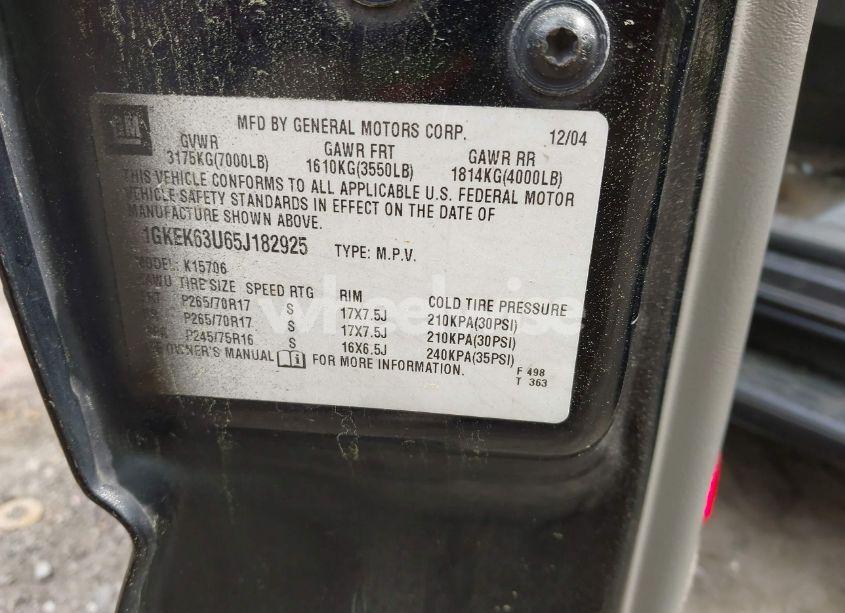 GM
MFD BY GENERAL MOTORS CORP. 12/04
GVWR GAWR FRT GAWR RR
3175KG(7000LB) 1610KG(3550LB) 1814KG(4000LB)
THIS VEHICLE CONFORMS TO ALL APPLICABLE U.S. FEDERAL MOTOR
VEHICLE SAFETY STANDARDS IN EFFECT ON THE DATE OF
MANUFACTURE SHOWN ABOVE.
1GKEK63U65J182925 TYPE: M.P.V.
MODEL: K15706
TIRE SIZE SPEED RTG RIM COLD TIRE PRESSURE
FRT P265/70R17 S 17X7.5J 210KPA(30PSI)
P265/70R17 S 17X7.5J 210KPA(30PSI)
P245/75R16 S 16X6.5J 240KPA(35PSI)
OWNER'S MANUAL FOR MORE INFORMATION.
F 498
T 363